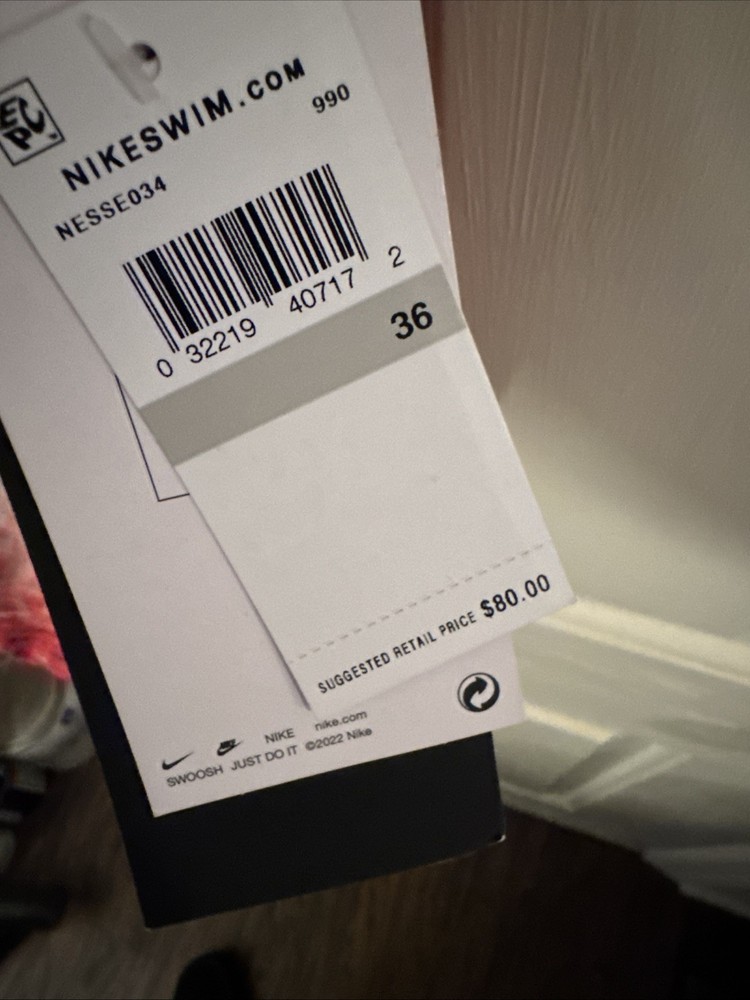 EPC
NIKESWIM.COM
990
NESSE034
0 32219 40717 2
36
SUGGESTED RETAIL PRICE $80.00
NIKE nike.com
SWOOSH JUST DO IT ©2022 Nike